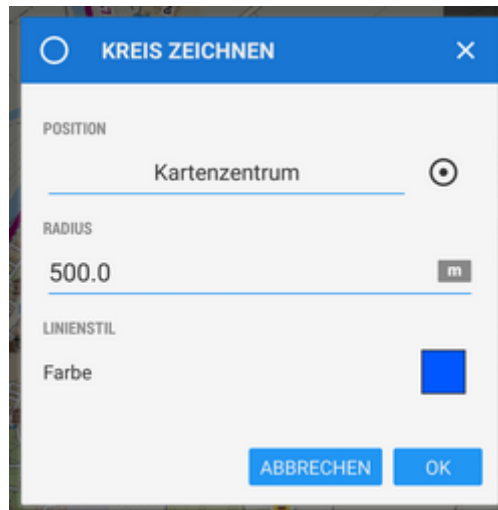 KREIS ZEICHNEN
POSITION
Kartenzentrum
RADIUS
500.0 m
LINIENSTIL
Farbe
ABBRECHEN OK